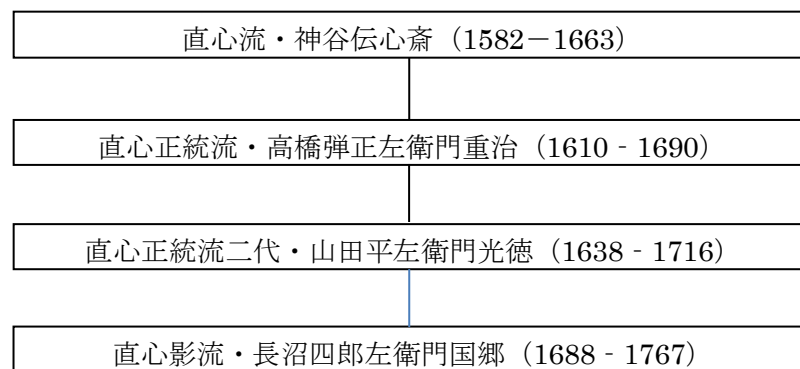 直心流・神谷伝心斎（1582－1663）
直心正統流・高橋弾正左衛門重治（1610‐1690）
直心正統流二代・山田平左衛門光徳（1638‐1716）
直心影流・長沼四郎左衛門国郷（1688‐1767）